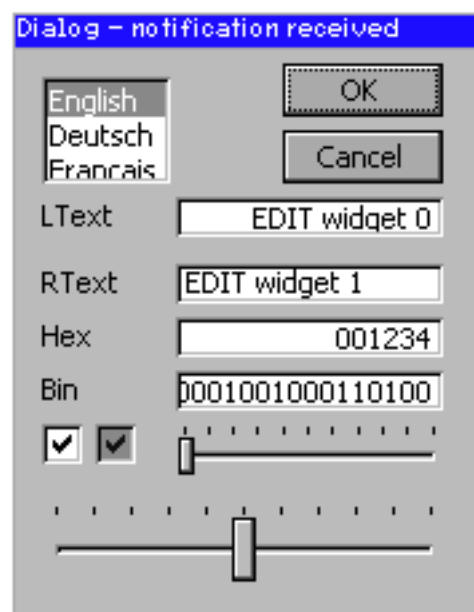 Dialog – notification received
English
OK
Deutsch
Cancel
Francais
LText
EDIT widget 0
RText
EDIT widget 1
Hex
001234
Bin
0001001000110100